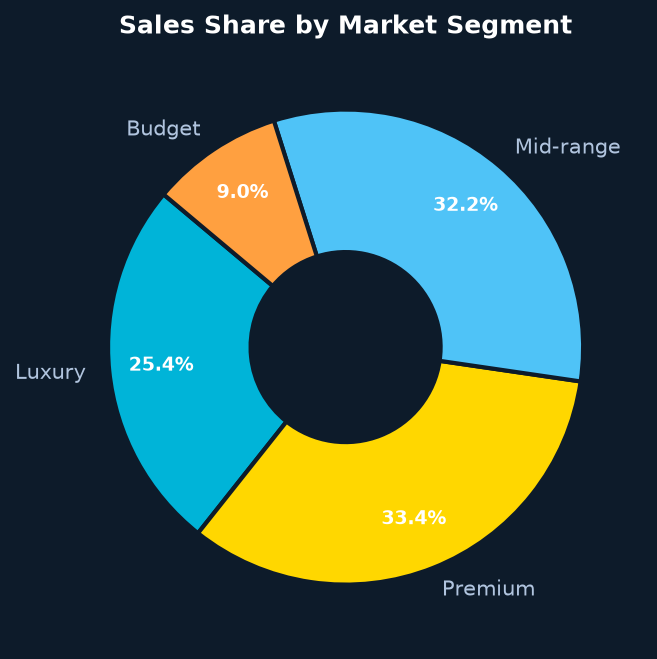 Sales Share by Market Segment
Budget
Mid-range
9.0%
32.2%
Luxury
25.4%
33.4%
Premium